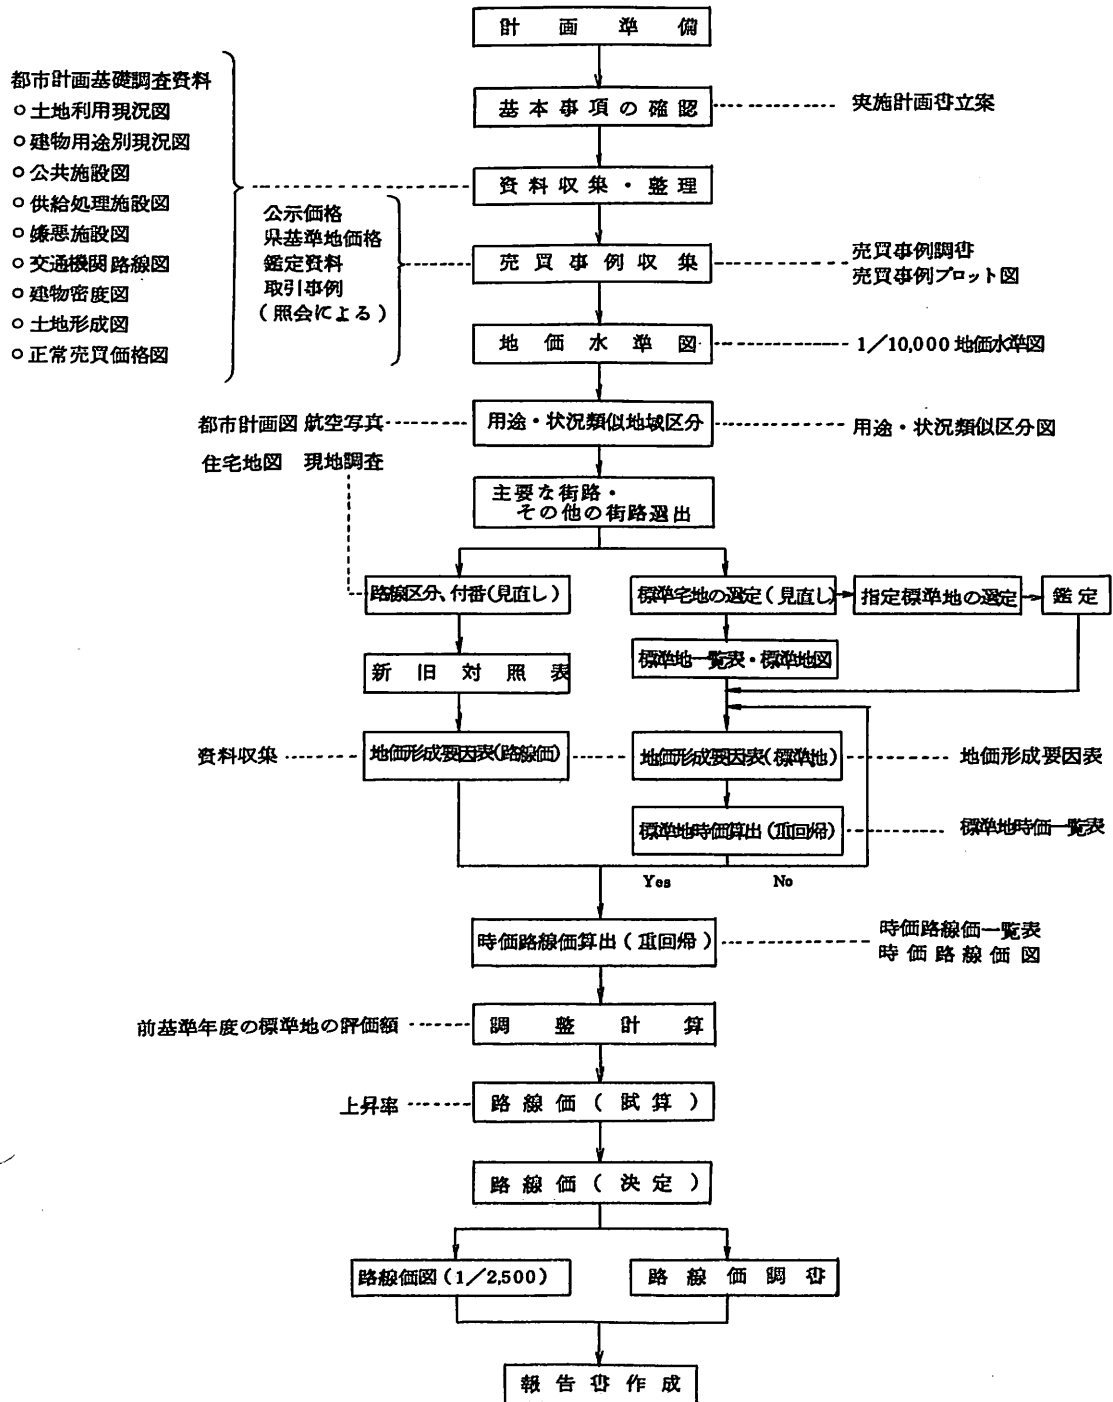 計画準備
基本事項の確認
実施計画書立案
都市計画基礎調査資料
○土地利用現況図
○建物用途別現況図
○公共施設図
○供給処理施設図
○嫌悪施設図
○交通機関路線図
○建物密度図
○土地形成図
○正常売買価格図
資料収集・整理
公示価格
県基準地価格
鑑定資料
取引事例
(照会による)
売買事例収集
売買事例調書
売買事例プロット図
地価水準図
1/10,000 地価水準図
都市計画図 航空写真
住宅地図 現地調査
用途・状況類似地域区分
用途・状況類似区分図
主要な街路・
その他の街路選出
路線区分、付番(見直し)
標準宅地の選定(見直し)
指定標準地の選定
鑑定
新旧対照表
標準地一覧表・標準地図
資料収集
地価形成要因表(路線価)
地価形成要因表(標準地)
地価形成要因表
標準地時価算出(重回帰)
標準地時価一覧表
Yes
No
時価路線価算出(重回帰)
時価路線価一覧表
時価路線価図
前基準年度の標準地の評価額
調整計算
上昇率
路線価(試算)
路線価(決定)
路線価図(1/2,500)
路線価調書
報告書作成